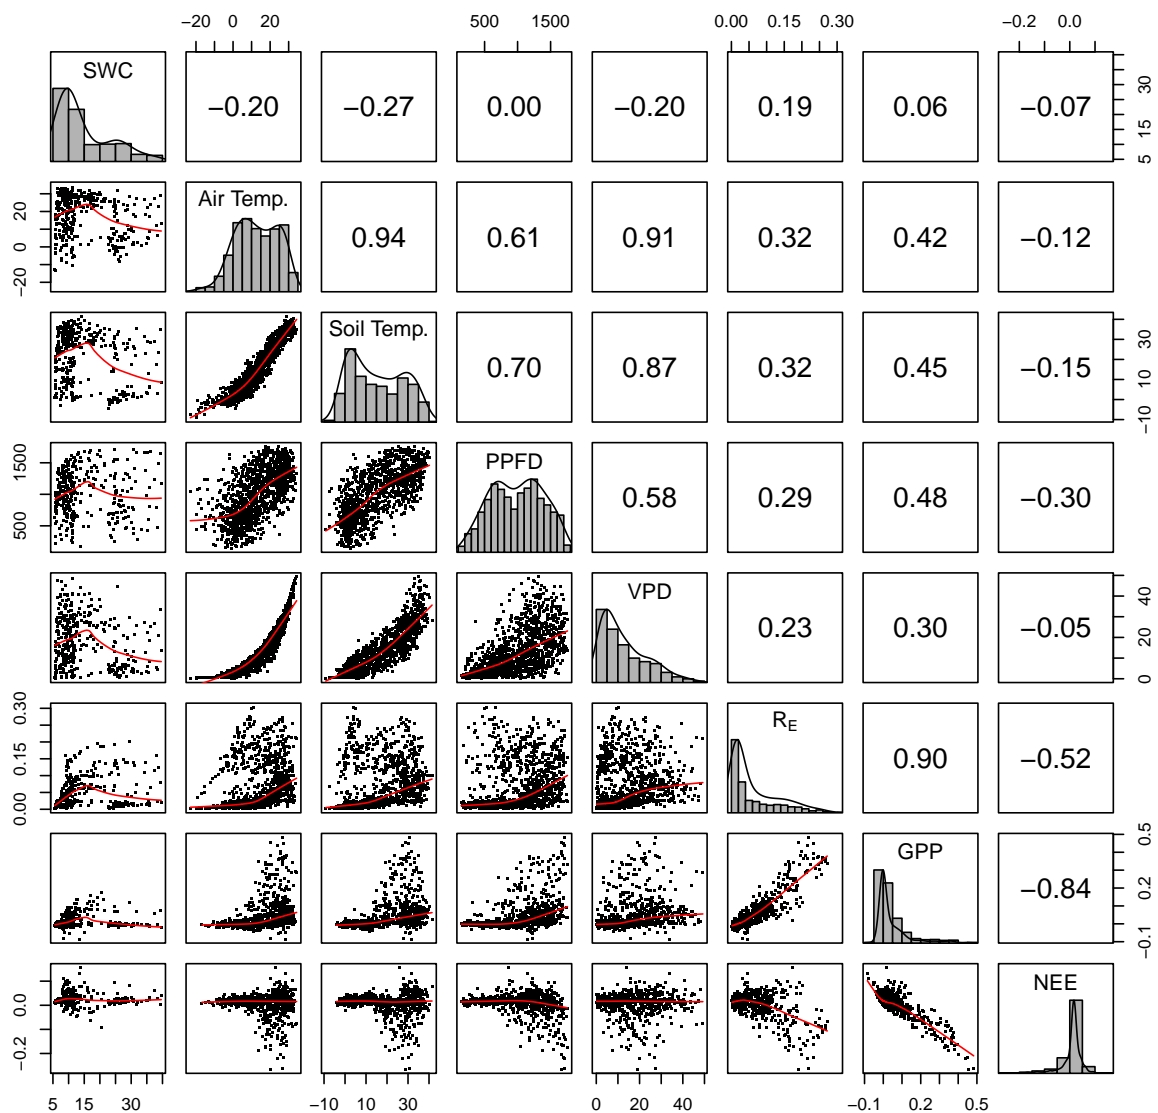 −20 0 20 500 1500 0.00 0.15 0.30 −0.2 0.0
SWC −0.20 −0.27 0.00 −0.20 0.19 0.06 −0.07 5 15 30
−20 0 20 Air Temp. 0.94 0.61 0.91 0.32 0.42 −0.12
Soil Temp. 0.70 0.87 0.32 0.45 −0.15 −10 10 30
500 1500 PPFD 0.58 0.29 0.48 −0.30
VPD 0.23 0.30 −0.05 0 20 40
0.00 0.15 0.30 R_E 0.90 −0.52
GPP −0.84 −0.1 0.2 0.5
−0.2 0.0 NEE
5 15 30 −10 10 30 0 20 40 −0.1 0.2 0.5